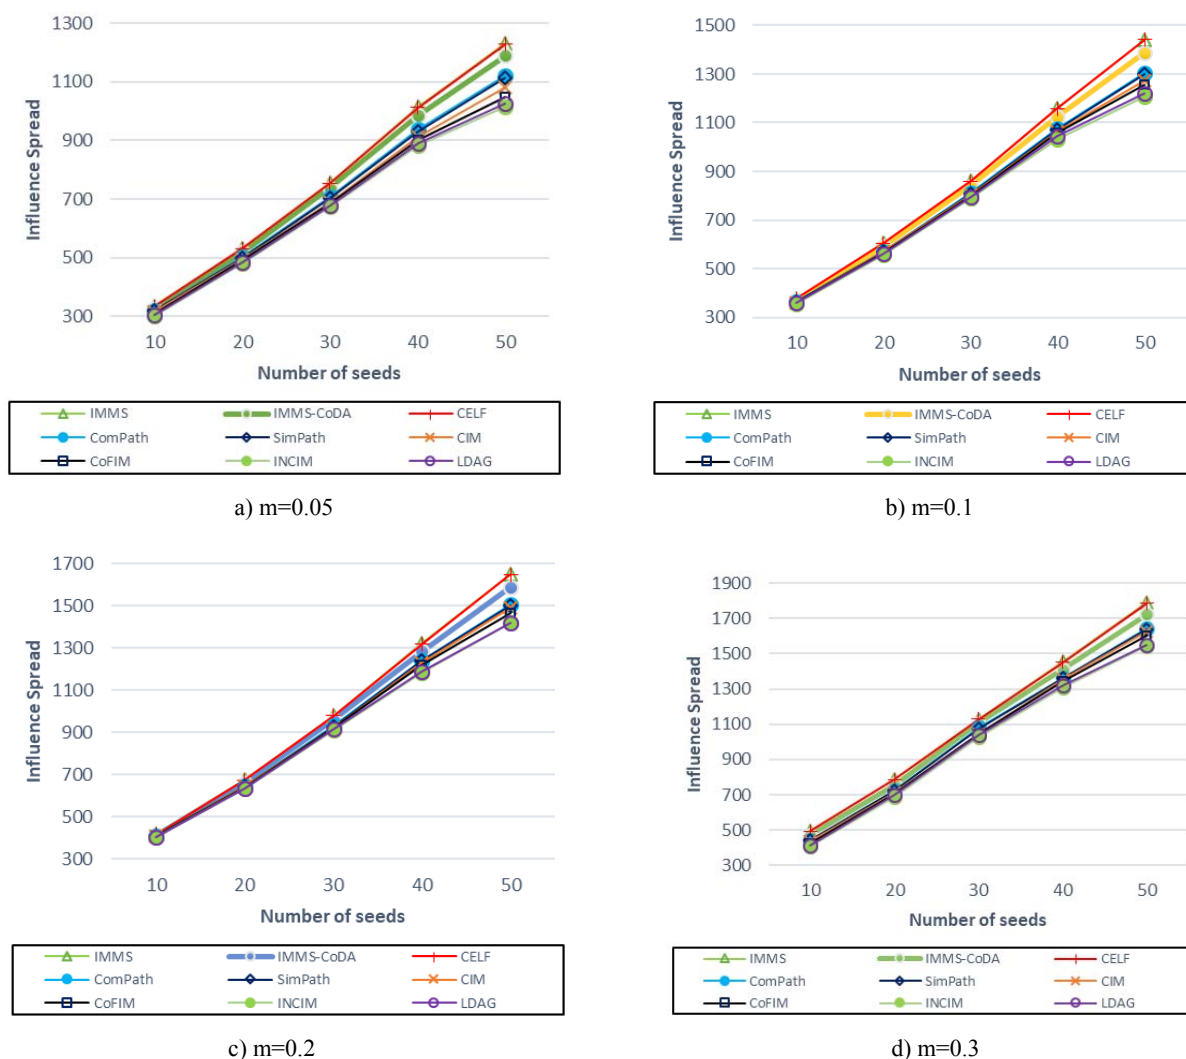 1300
1100
900
700
500
300
Influence Spread
10 20 30 40 50
Number of seeds
IMMS IMMS-CoDA CELF
ComPath SimPath CIM
CoFIM INCIM LDAG
a) m=0.05
1500
1300
1100
900
700
500
300
Influence Spread
10 20 30 40 50
Number of seeds
IMMS IMMS-CoDA CELF
ComPath SimPath CIM
CoFIM INCIM LDAG
b) m=0.1
1700
1500
1300
1100
900
700
500
300
Influence Spread
10 20 30 40 50
Number of seeds
IMMS IMMS-CoDA CELF
ComPath SimPath CIM
CoFIM INCIM LDAG
c) m=0.2
1900
1700
1500
1300
1100
900
700
500
300
Influence Spread
10 20 30 40 50
Number of seeds
IMMS IMMS-CoDA CELF
ComPath SimPath CIM
CoFIM INCIM LDAG
d) m=0.3